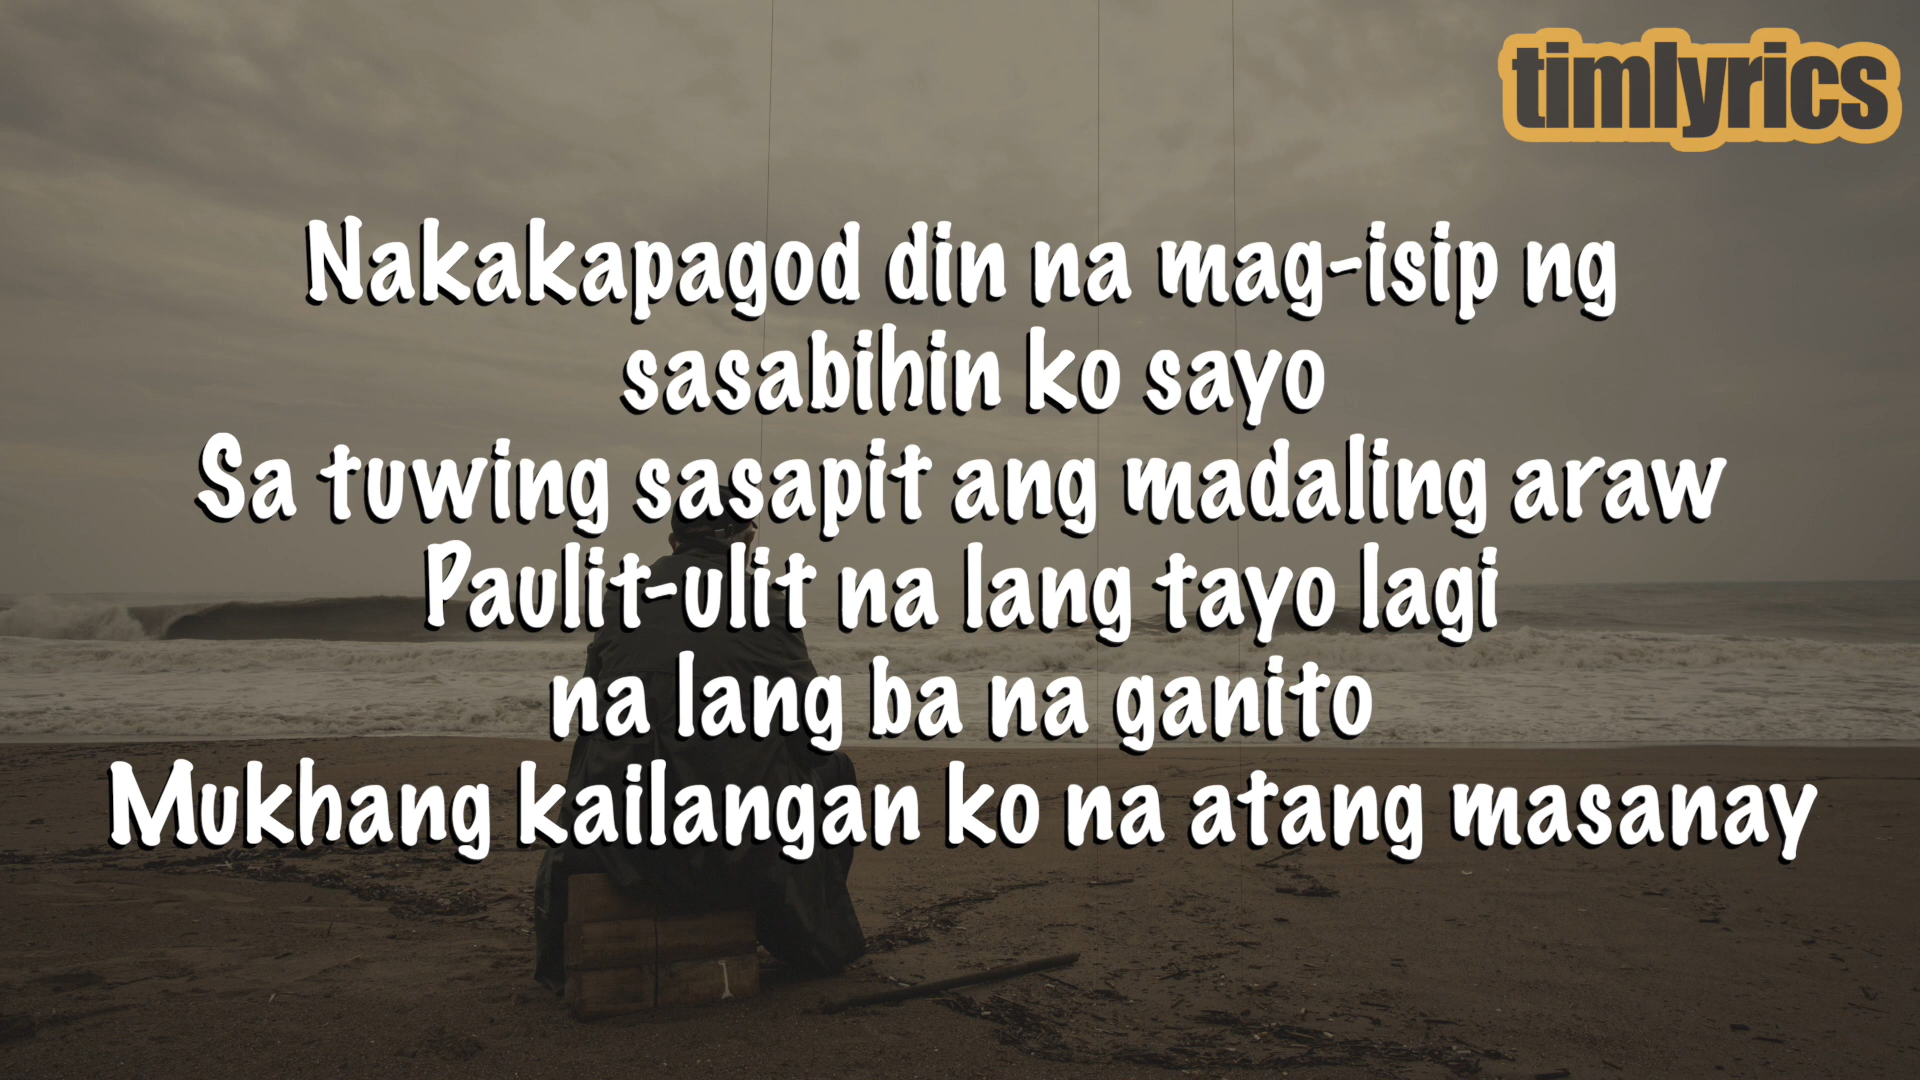 timlyrics
Nakakapagod din na mag-isip ng
sasabihin ko sayo
Sa tuwing sasapit ang madaling araw
Paulit-ulit na lang tayo lagi
na lang ba na ganito
Mukhang kailangan ko na atang masanay